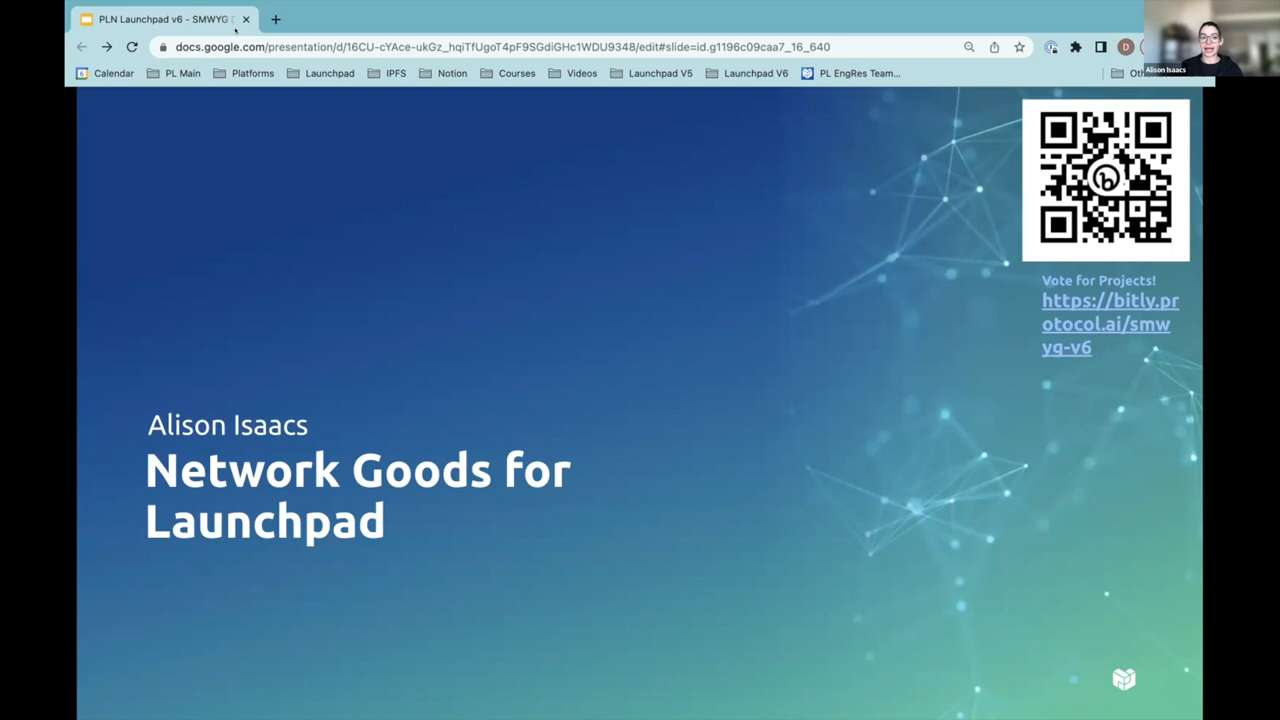 PLN Launchpad v6 - SMWYG
docs.google.com/presentation/d/16CU-cYAce-ukGz_hqiTfUgoT4pF9SGdiGHc1WDU9348/edit#slide=id.g1196c09caa7_16_640
D
Alison Isaacs
6 Calendar PL Main Platforms Launchpad IPFS Notion Courses Videos Launchpad V5 Launchpad V6 PL EngRes Team...
Vote for Projects!
https://bitly.pr
otocol.ai/smw
yg-v6
Alison Isaacs
Network Goods for
Launchpad